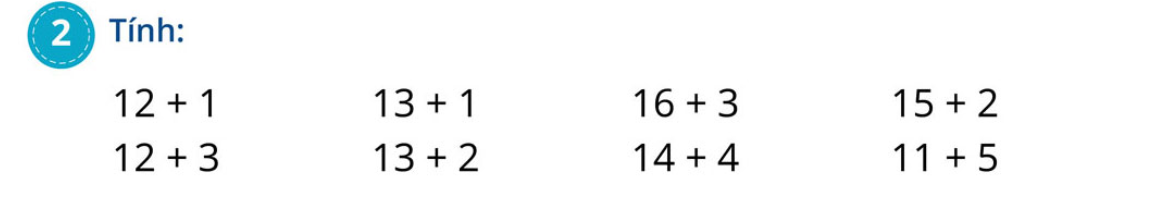 2 Tính:
12 + 1 13 + 1 16 + 3 15 + 2
12 + 3 13 + 2 14 + 4 11 + 5